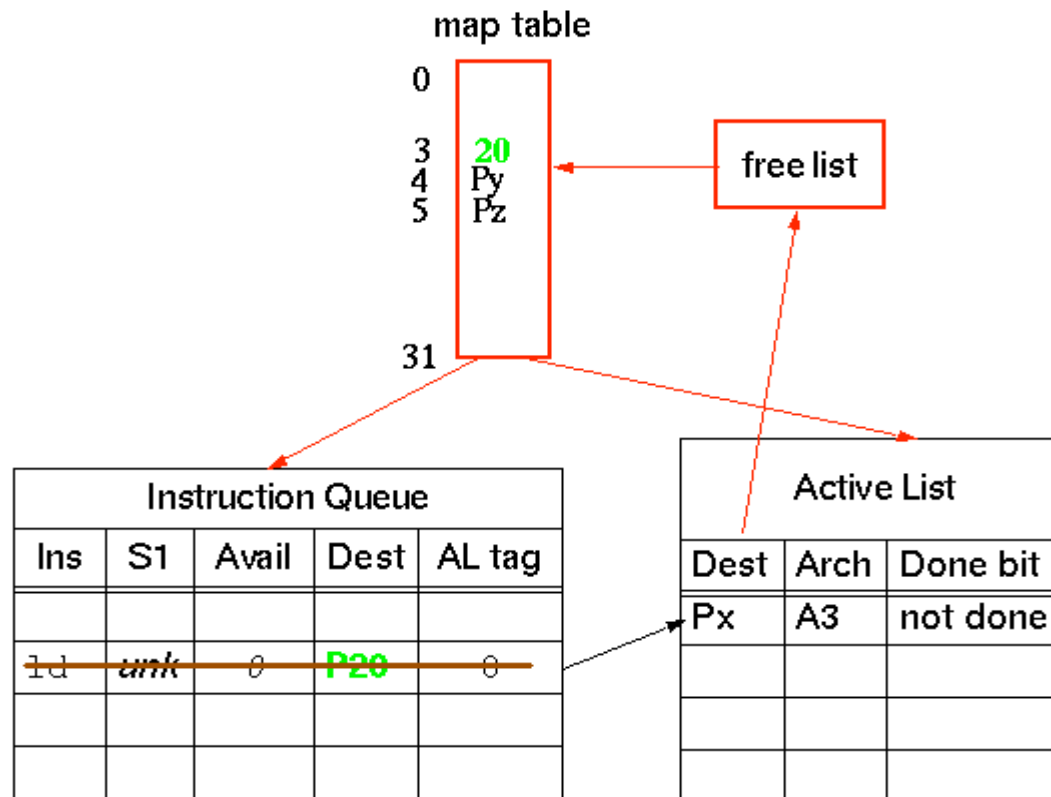 map table
0
3 20
4 Py
5 Pz
31
free list
Instruction Queue
Ins S1 Avail Dest AL tag
ld unk 0 P20 0
Active List
Dest Arch Done bit
Px A3 not done